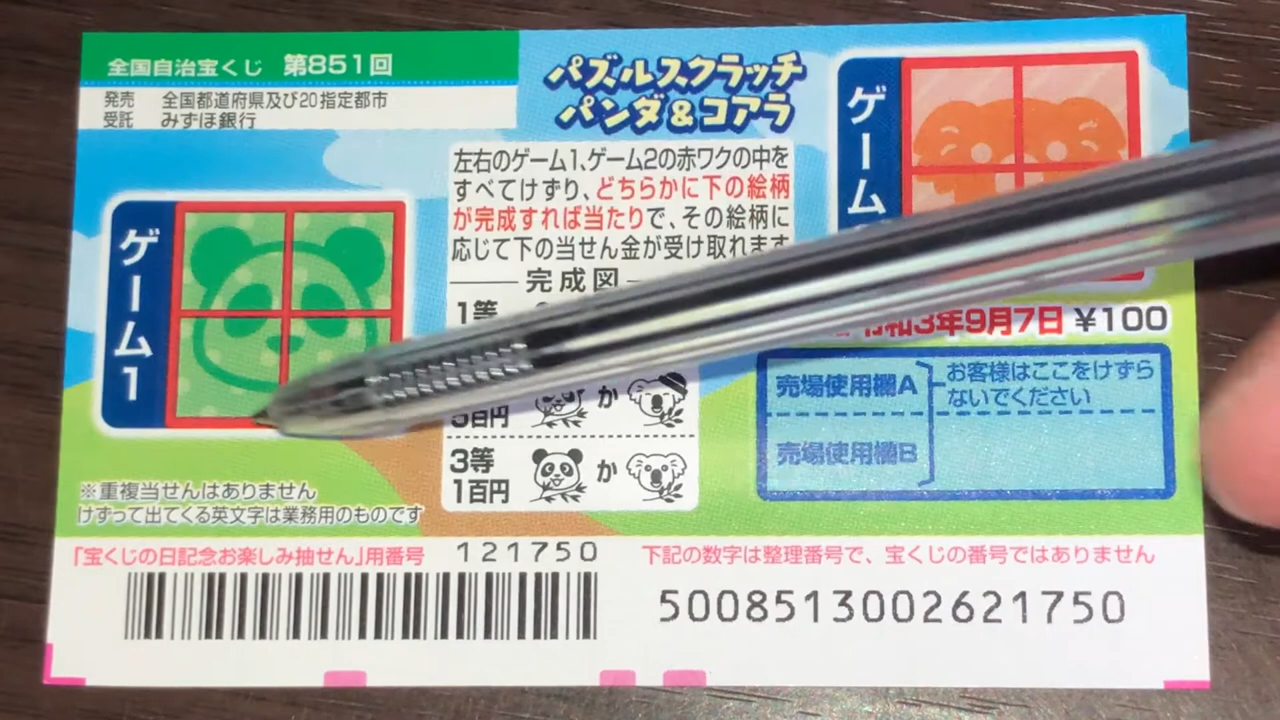 全国自治宝くじ 第851回
発売 全国都道府県及び20指定都市
受託 みずほ銀行
パズルスクラッチ
パンダ&コアラ
左右のゲーム1、ゲーム2の赤ワクの中を
すべてけずり、どちらかに下の絵柄
が完成すれば当たりで、その絵柄に
応じて下の当せん金が受け取れます
完成図
1等
百円
か
3等
1百円
か
ゲーム1
ゲーム
3年9月7日 ¥100
売場使用欄A
お客様はここをけずら
ないでください
売場使用欄B
※重複当せんはありません
けずって出てくる英文字は業務用のものです
「宝くじの日記念お楽しみ抽せん」用番号 121750
下記の数字は整理番号で、宝くじの番号ではありません
5008513002621750